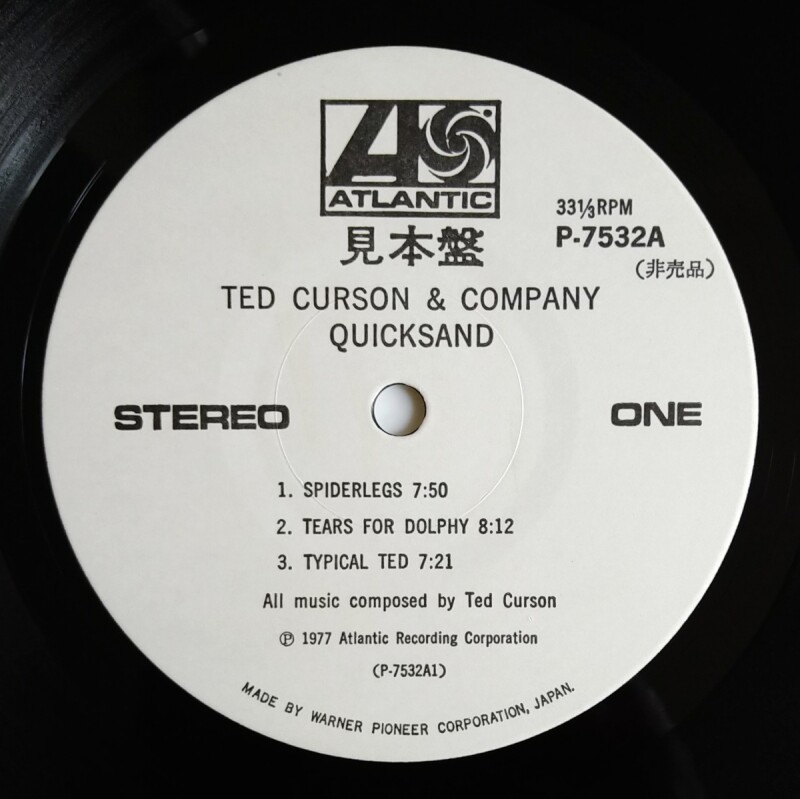 ATLANTIC
33⅓RPM
P-7532A
見本盤
(非売品)
TED CURSON & COMPANY
QUICKSAND
STEREO
ONE
1. SPIDERLEGS 7:50
2. TEARS FOR DOLPHY 8:12
3. TYPICAL TED 7:21
All music composed by Ted Curson
Ⓟ 1977 Atlantic Recording Corporation
(P-7532A1)
MADE BY WARNER PIONEER CORPORATION, JAPAN.